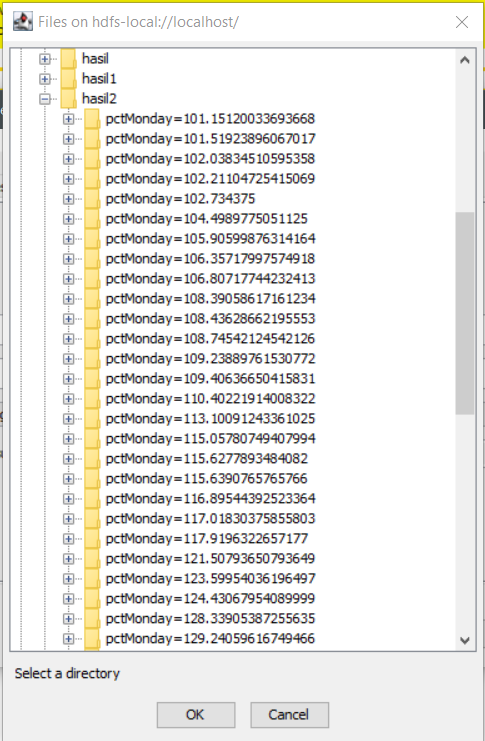 Files on hdfs-local://localhost/
hasil
hasil1
hasil2
pctMonday=101.15120033693668
pctMonday=101.51923896067017
pctMonday=102.03834510595358
pctMonday=102.21104725415069
pctMonday=102.734375
pctMonday=104.4989775051125
pctMonday=105.90599876314164
pctMonday=106.35717997574918
pctMonday=106.80717744232413
pctMonday=108.39058617161234
pctMonday=108.43628662195553
pctMonday=108.74542124542126
pctMonday=109.23889761530772
pctMonday=109.40636650415831
pctMonday=110.40221914008322
pctMonday=113.10091243361025
pctMonday=115.05780749407994
pctMonday=115.6277893484082
pctMonday=115.6390765765766
pctMonday=116.89544392523364
pctMonday=117.01830375855803
pctMonday=117.9196322657177
pctMonday=121.50793650793649
pctMonday=123.59954036196497
pctMonday=124.43067954089999
pctMonday=128.33905387255635
pctMonday=129.24059616749466
Select a directory
OK
Cancel